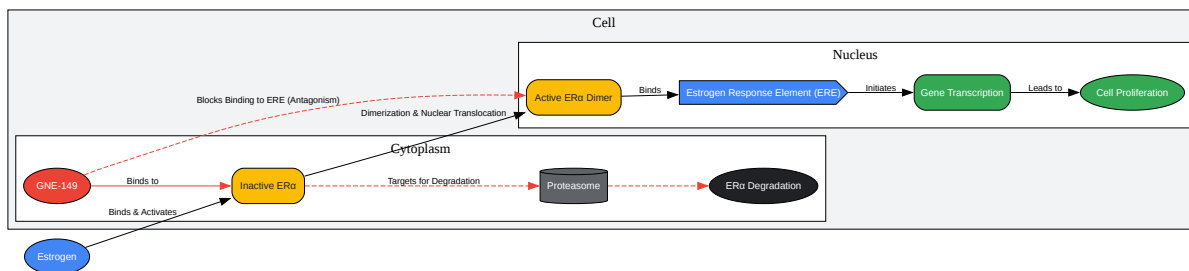 Cell
Nucleus
Blocks Binding to ERE (Antagonism)
Active ERα Dimer
Binds
Estrogen Response Element (ERE)
Initiates
Gene Transcription
Leads to
Cell Proliferation
Dimerization & Nuclear Translocation
Cytoplasm
GNE-149
Binds to
Inactive ERα
Targets for Degradation
Proteasome
ERα Degradation
Binds & Activates
Estrogen